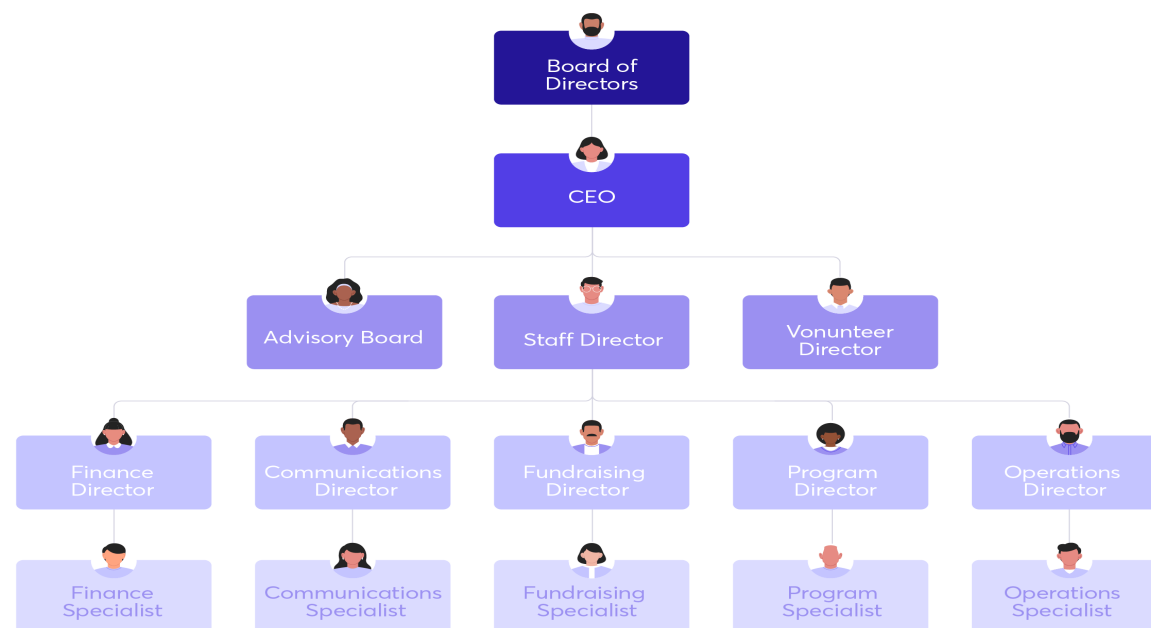 Board of
Directors
CEO
Advisory Board
Staff Director
Vonunteer
Director
Finance
Director
Communications
Director
Fundraising
Director
Program
Director
Operations
Director
Finance
Specialist
Communications
Specialist
Fundraising
Specialist
Program
Specialist
Operations
Specialist